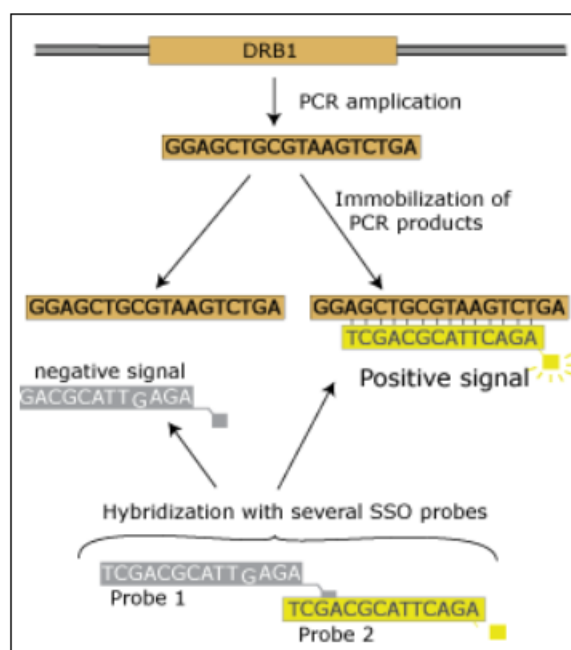 DRB1
PCR amplication
GGAGCTGCGTAAGTCTGA
Immobilization of
PCR products
GGAGCTGCGTAAGTCTGA
GGAGCTGCGTAAGTCTGA
TCGACGCATTCAGA
negative signal
Positive signal
GACGCATTGAGA
Hybridization with several SSO probes
TCGACGCATTGAGA
Probe 1
TCGACGCATTCAGA
Probe 2